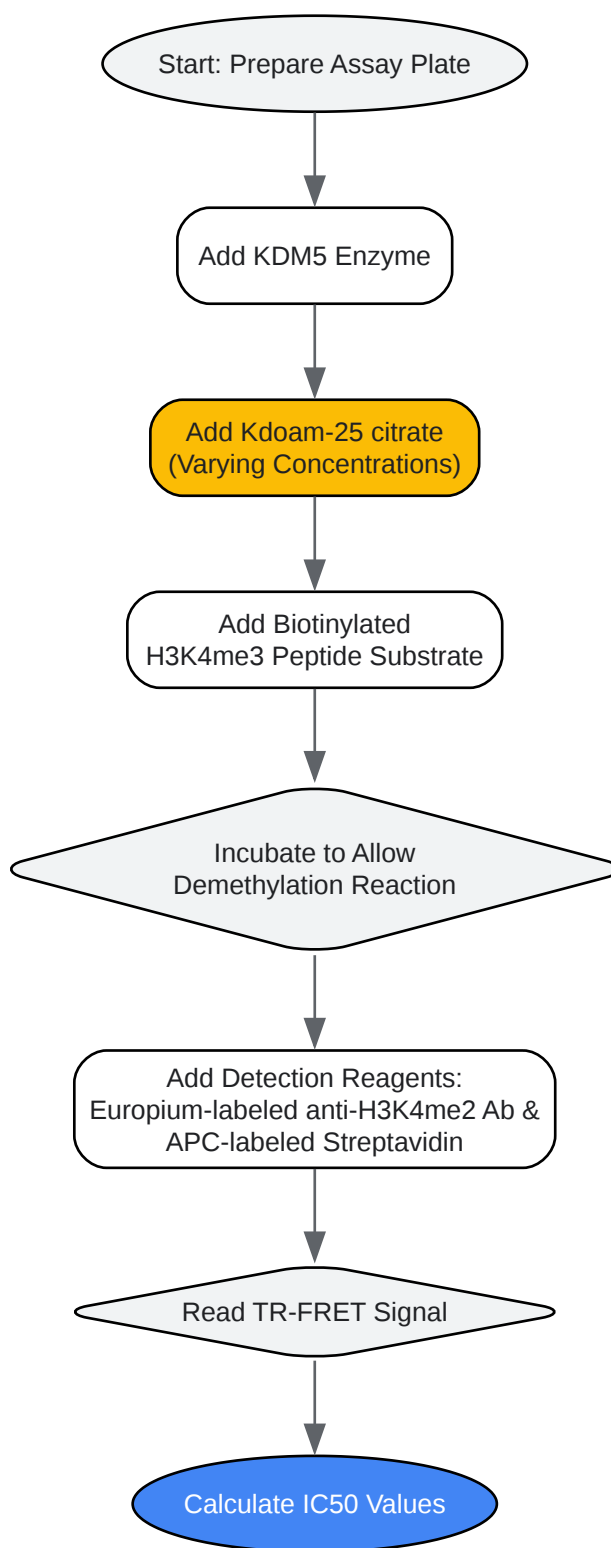 Start: Prepare Assay Plate
Add KDM5 Enzyme
Add Kdoam-25 citrate
(Varying Concentrations)
Add Biotinylated
H3K4me3 Peptide Substrate
Incubate to Allow
Demethylation Reaction
Add Detection Reagents:
Europium-labeled anti-H3K4me2 Ab &
APC-labeled Streptavidin
Read TR-FRET Signal
Calculate IC50 Values